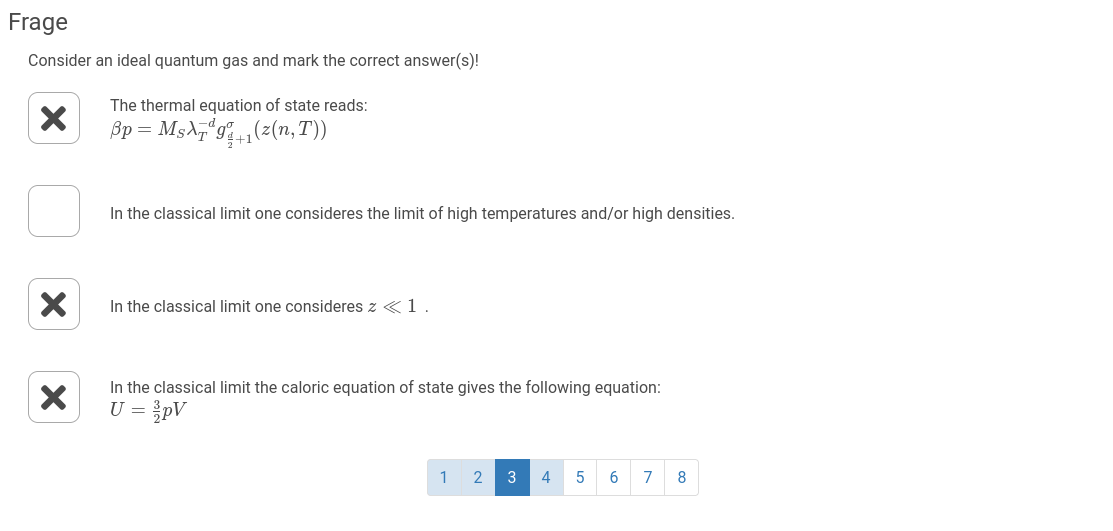 Frage
Consider an ideal quantum gas and mark the correct answer(s)!
The thermal equation of state reads:
$\beta p = M_S \lambda_T^{-d} g^{\sigma}_{\frac{d}{2}+1}(z(n,T))$
In the classical limit one consideres the limit of high temperatures and/or high densities.
In the classical limit one consideres $z \ll 1$ .
In the classical limit the caloric equation of state gives the following equation:
$U = \frac{3}{2}pV$
1 2 3 4 5 6 7 8